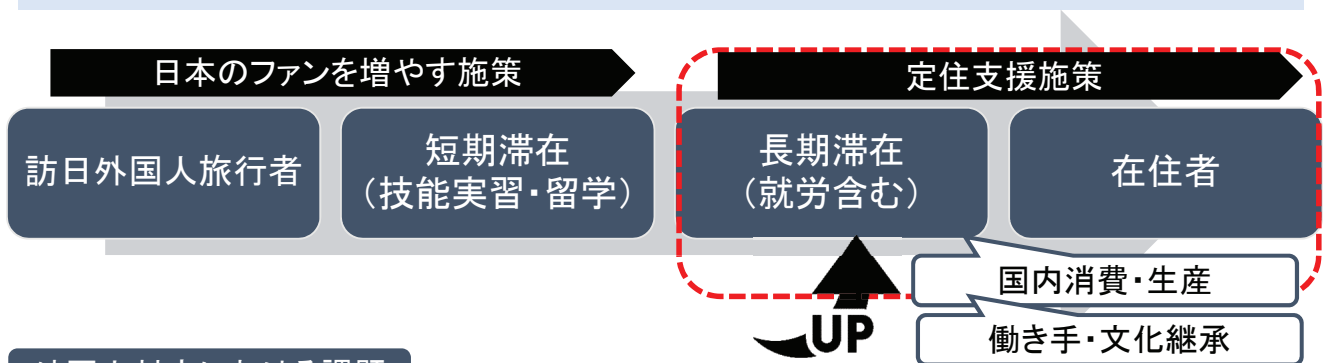 日本のファンを増やす施策
定住支援施策
訪日外国人旅行者
短期滞在
(技能実習・留学)
長期滞在
(就労含む)
在住者
国内消費・生産
UP
働き手・文化継承